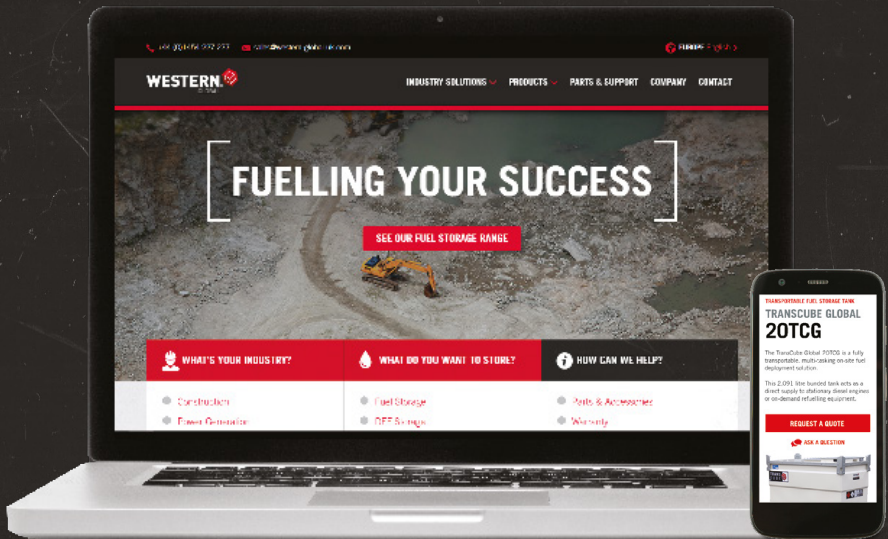 EUROPE English
WESTERN
INDUSTRY SOLUTIONS PRODUCTS PARTS & SUPPORT COMPANY CONTACT
FUELLING YOUR SUCCESS
SEE OUR FUEL STORAGE RANGE
WHAT'S YOUR INDUSTRY? WHAT DO YOU WANT TO STORE? HOW CAN WE HELP?
Construction Fuel Storage Parts & Accessories
Power Generation DEF Storage Warranty
TRANSPORTABLE FUEL STORAGE TANK
TRANSCUBE GLOBAL
20TCG
The TransCube Global 20TCG is a fully
transportable, multi-tasking on-site fuel
deployment solution.
This 2,091 litre bunded tank acts as a
direct supply to stationary diesel engines
or on-demand refuelling equipment.
REQUEST A QUOTE
ASK A QUESTION